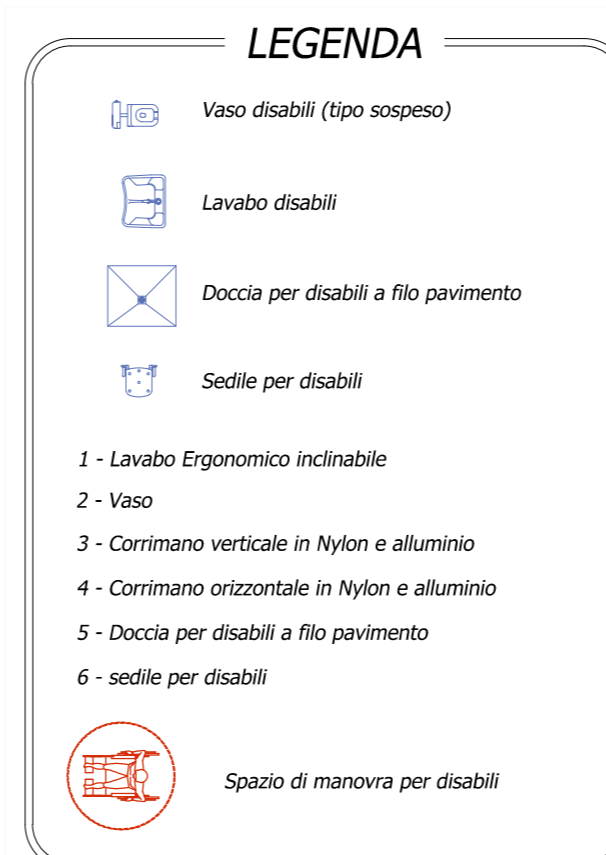 LEGENDA
Vaso disabili (tipo sospeso)
Lavabo disabili
Doccia per disabili a filo pavimento
Sedile per disabili
1 - Lavabo Ergonomico inclinabile
2 - Vaso
3 - Corrimano verticale in Nylon e alluminio
4 - Corrimano orizzontale in Nylon e alluminio
5 - Doccia per disabili a filo pavimento
6 - sedile per disabili
Spazio di manovra per disabili